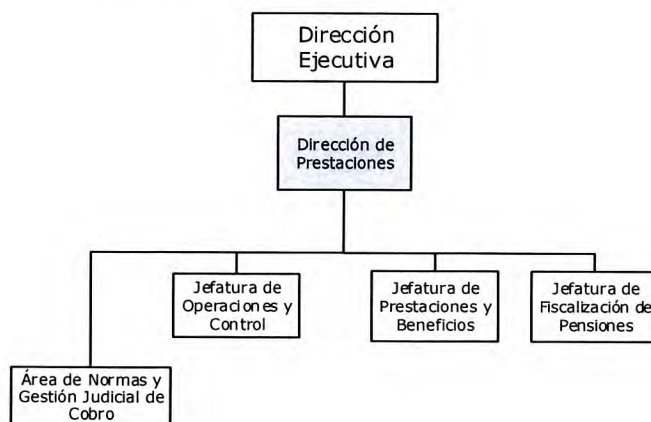 Dirección
Ejecutiva
Dirección de
Prestaciones
Jefatura de
Operaciones y
Control
Jefatura de
Prestaciones y
Beneficios
Jefatura de
Fiscalización de
Pensiones
Área de Normas y
Gestión Judicial de
Cobro